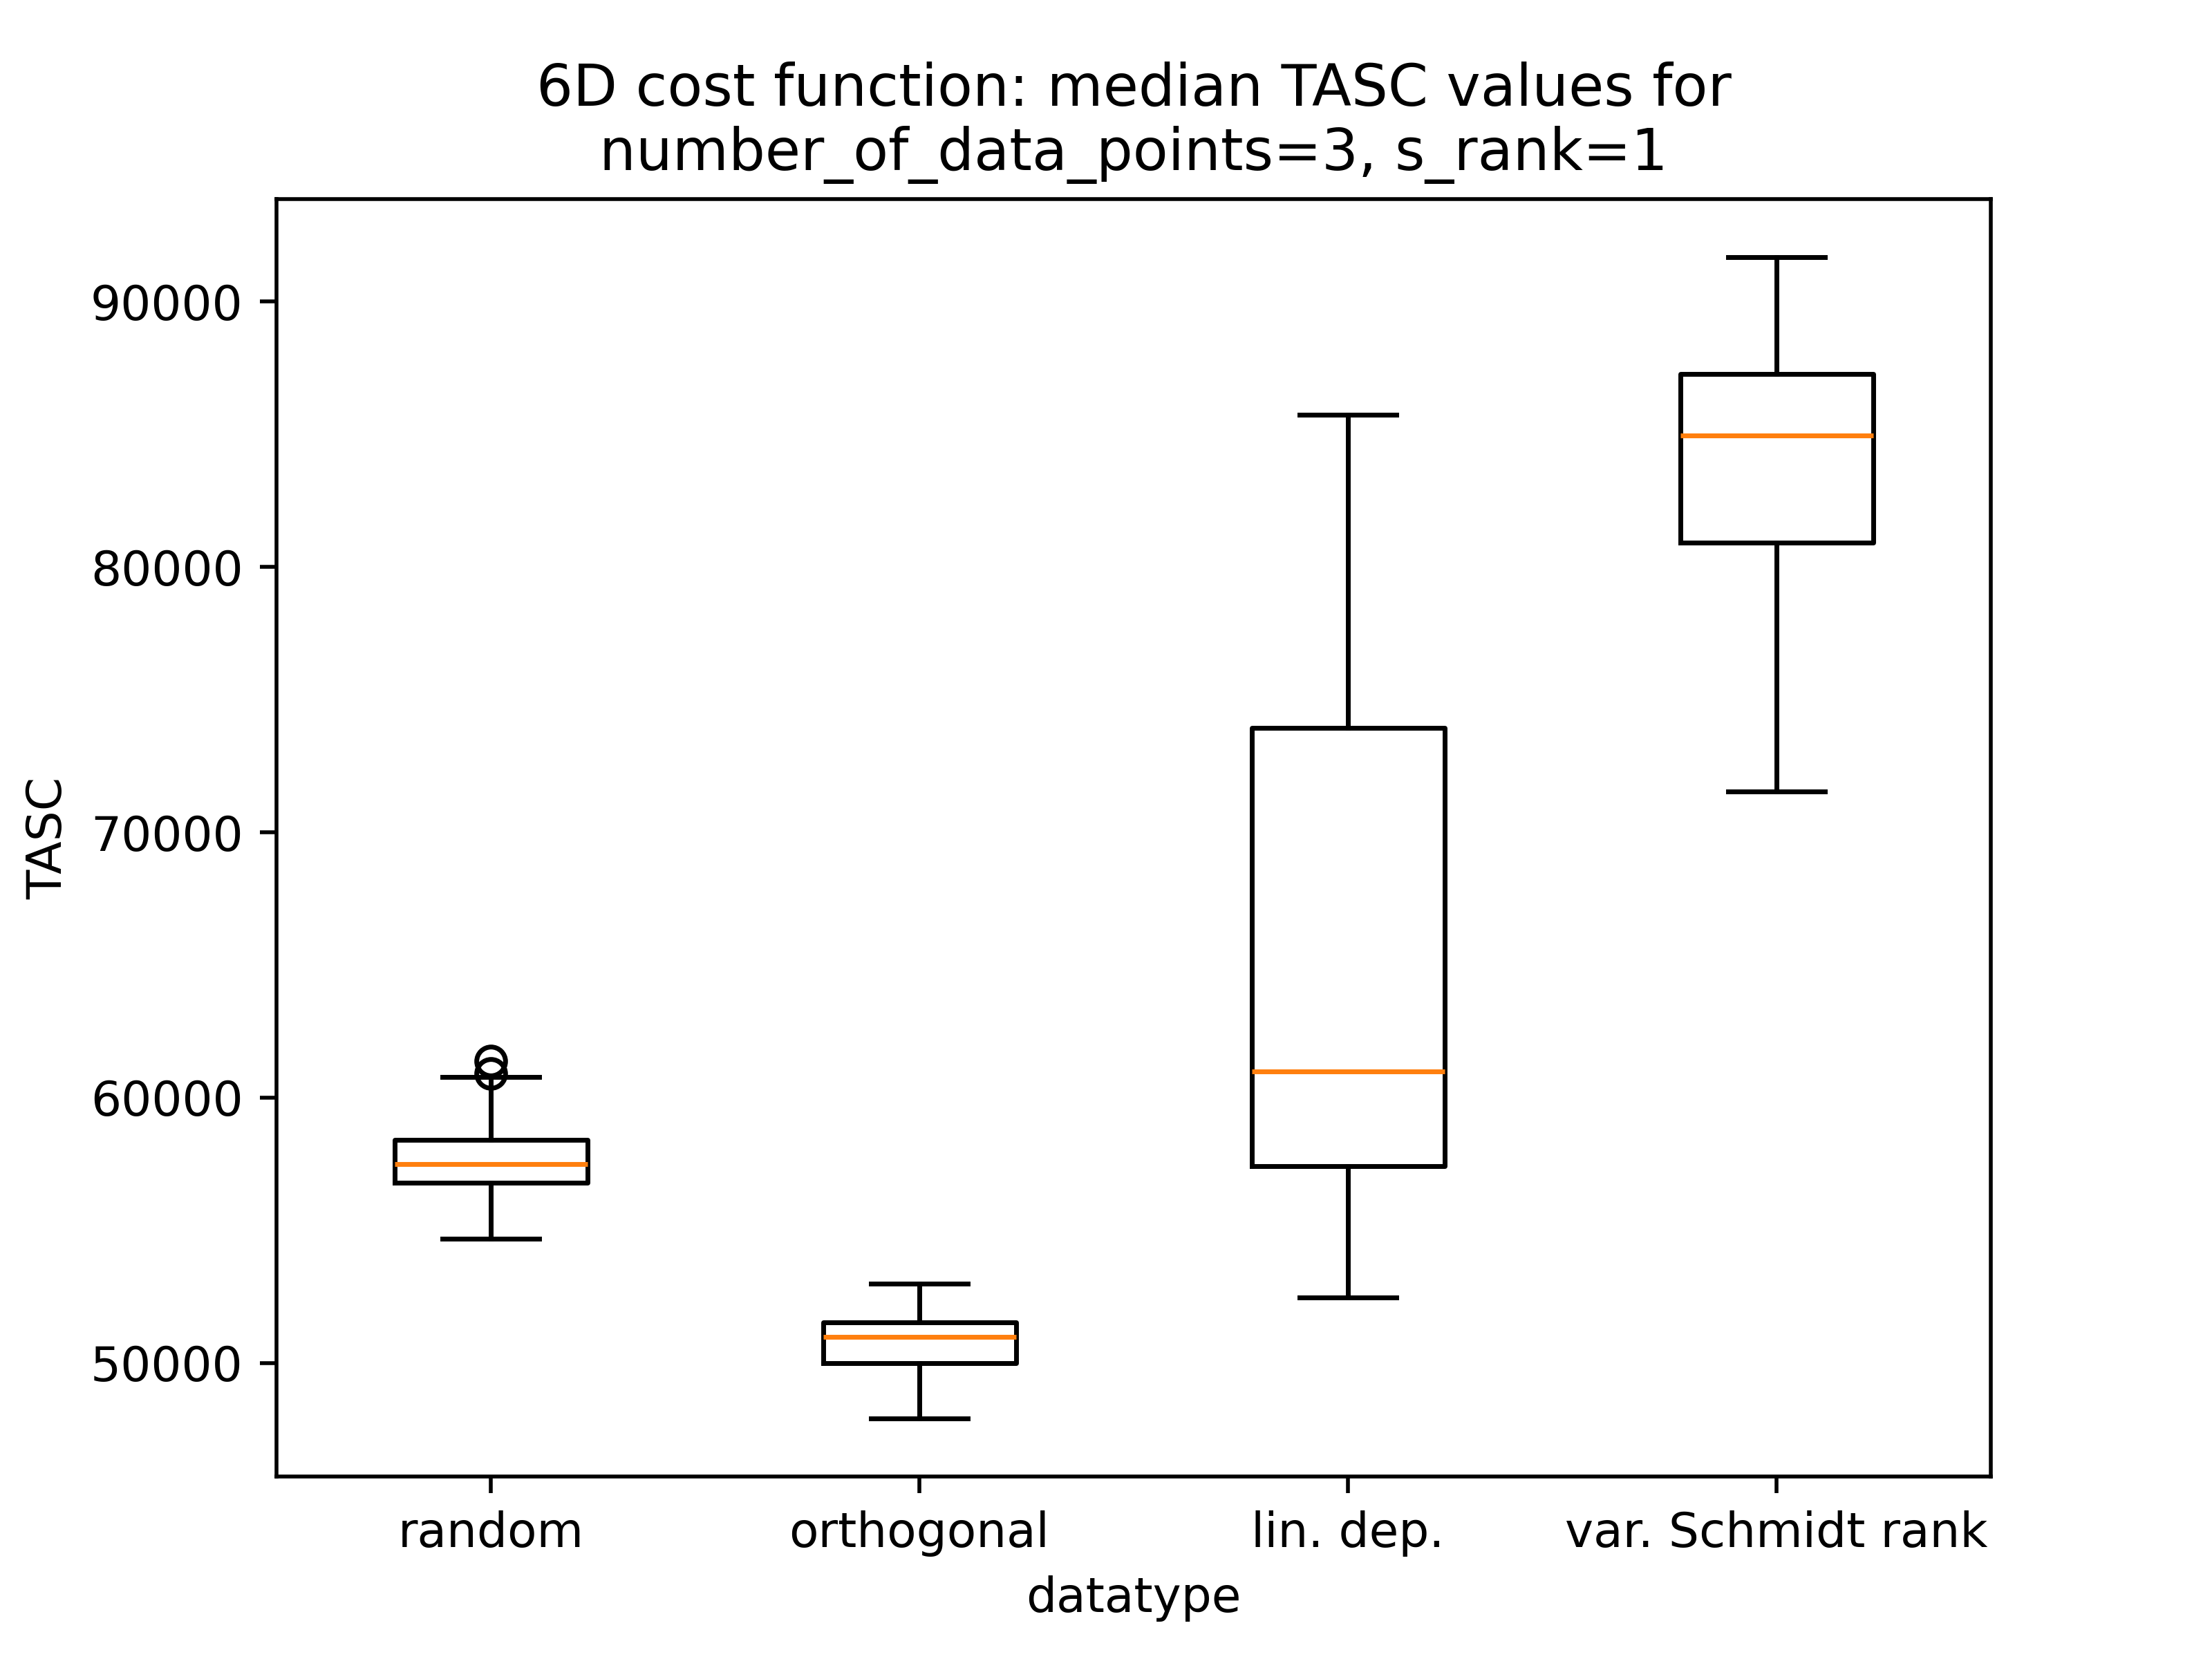 6D cost function: median TASC values for
number_of_data_points=3, s_rank=1
90000
80000
70000
60000
50000
TASC
random
orthogonal
lin. dep.
var. Schmidt rank
datatype